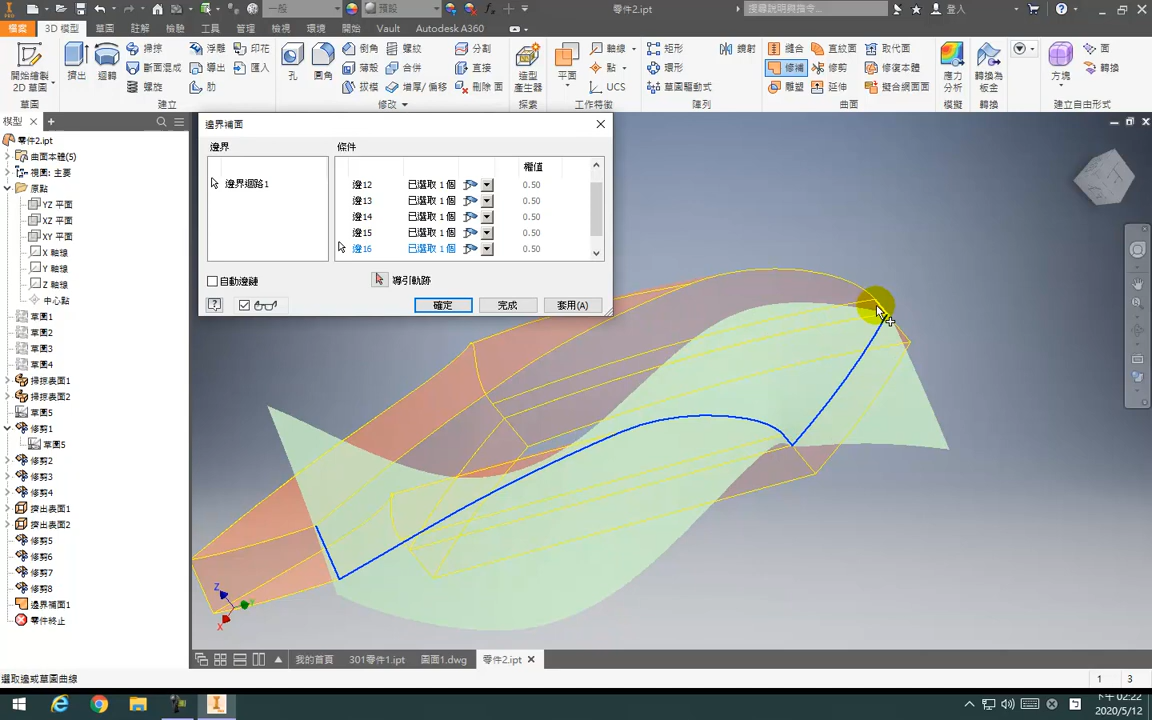 一般
預設
零件2.ipt
搜尋說明與指令...
登入
檔案
3D 模型
草圖
註解
檢驗
工具
管理
檢視
環境
開始
Vault
Autodesk A360
開始繪製
2D 草圖
擠出
迴轉
掃掠
斷面混成
螺旋
浮雕
導出
肋
印花
匯入
孔
圓角
倒角
薄殼
拔模
螺紋
合併
增厚/偏移
分割
直接
刪除 面
造型
產生器
平面
軸線
點
UCS
矩形
環形
草圖驅動式
鏡射
縫合
修補
雕塑
直紋面
修剪
延伸
取代面
修復本體
擬合網面面
應力
分析
轉換為
板金
方塊
面
轉換
草圖
建立
修改
探索
工作特徵
陣列
曲面
模擬
轉換
建立自由形式
模型
零件2.ipt
曲面本體(5)
視圖: 主要
原點
YZ 平面
XZ 平面
XY 平面
X 軸線
Y 軸線
Z 軸線
中心點
草圖1
草圖2
草圖3
草圖4
掃掠表面1
掃掠表面2
草圖5
修剪1
草圖5
修剪2
修剪3
修剪4
擠出表面1
擠出表面2
修剪5
修剪6
修剪7
修剪8
邊界補面1
零件終止
邊界補面
邊界
條件
權值
邊界迴路1
邊12 已選取 1 個 0.50
邊13 已選取 1 個 0.50
邊14 已選取 1 個 0.50
邊15 已選取 1 個 0.50
邊16 已選取 1 個 0.50
自動邊鏈
導引軌跡
確定
完成
套用(A)
Z
X
我的首頁
301零件1.ipt
圖面1.dwg
零件2.ipt
選取邊或草圖曲線
1
3
下午 02:22
2020/5/12